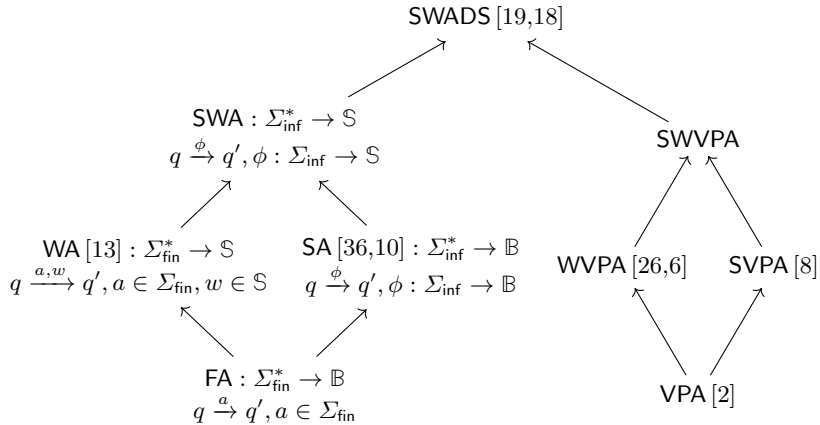 SWADS [19,18]
SWA : Σ*inf → 𝕊
q —ϕ→ q′, ϕ : Σinf → 𝕊
SWVPA
WA [13] : Σ*fin → 𝕊
q —a,w→ q′, a ∈ Σfin, w ∈ 𝕊
SA [36,10] : Σ*inf → 𝔹
q —ϕ→ q′, ϕ : Σinf → 𝔹
WVPA [26,6]
SVPA [8]
FA : Σ*fin → 𝔹
q —a→ q′, a ∈ Σfin
VPA [2]